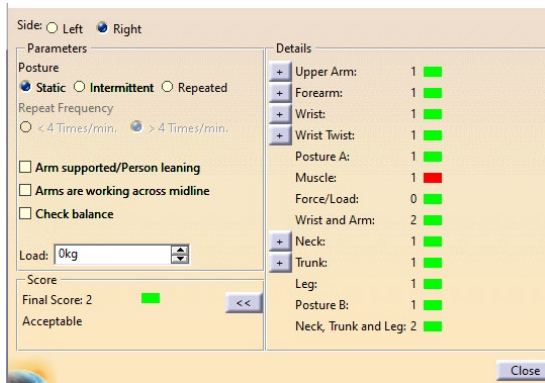 Side: Left Right
Parameters
Posture
Static Intermittent Repeated
Repeat Frequency
< 4 Times/min. > 4 Times/min.
Arm supported/Person leaning
Arms are working across midline
Check balance
Load: 0kg
Score
Final Score: 2
<<
Acceptable
Details
+ Upper Arm: 1
+ Forearm: 1
+ Wrist: 1
+ Wrist Twist: 1
Posture A: 1
Muscle: 1
Force/Load: 0
Wrist and Arm: 2
+ Neck: 1
+ Trunk: 1
Leg: 1
Posture B: 1
Neck, Trunk and Leg: 2
Close